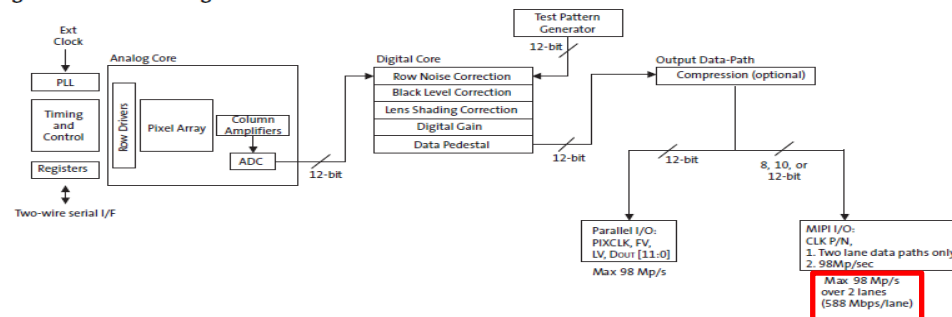 Ext
Clock
PLL
Timing
and
Control
Registers
Two-wire serial I/F
Analog Core
Row Drivers
Pixel Array
Column
Amplifiers
ADC
12-bit
Digital Core
Row Noise Correction
Black Level Correction
Lens Shading Correction
Digital Gain
Data Pedestal
12-bit
Test Pattern
Generator
12-bit
Output Data-Path
Compression (optional)
12-bit
8, 10, or
12-bit
Parallel I/O:
PIXCLK, FV,
LV, DOUT [11:0]
Max 98 Mp/s
MIPI I/O:
CLK P/N,
1. Two lane data paths only
2. 98Mp/sec
Max 98 Mp/s
over 2 lanes
(588 Mbps/lane)